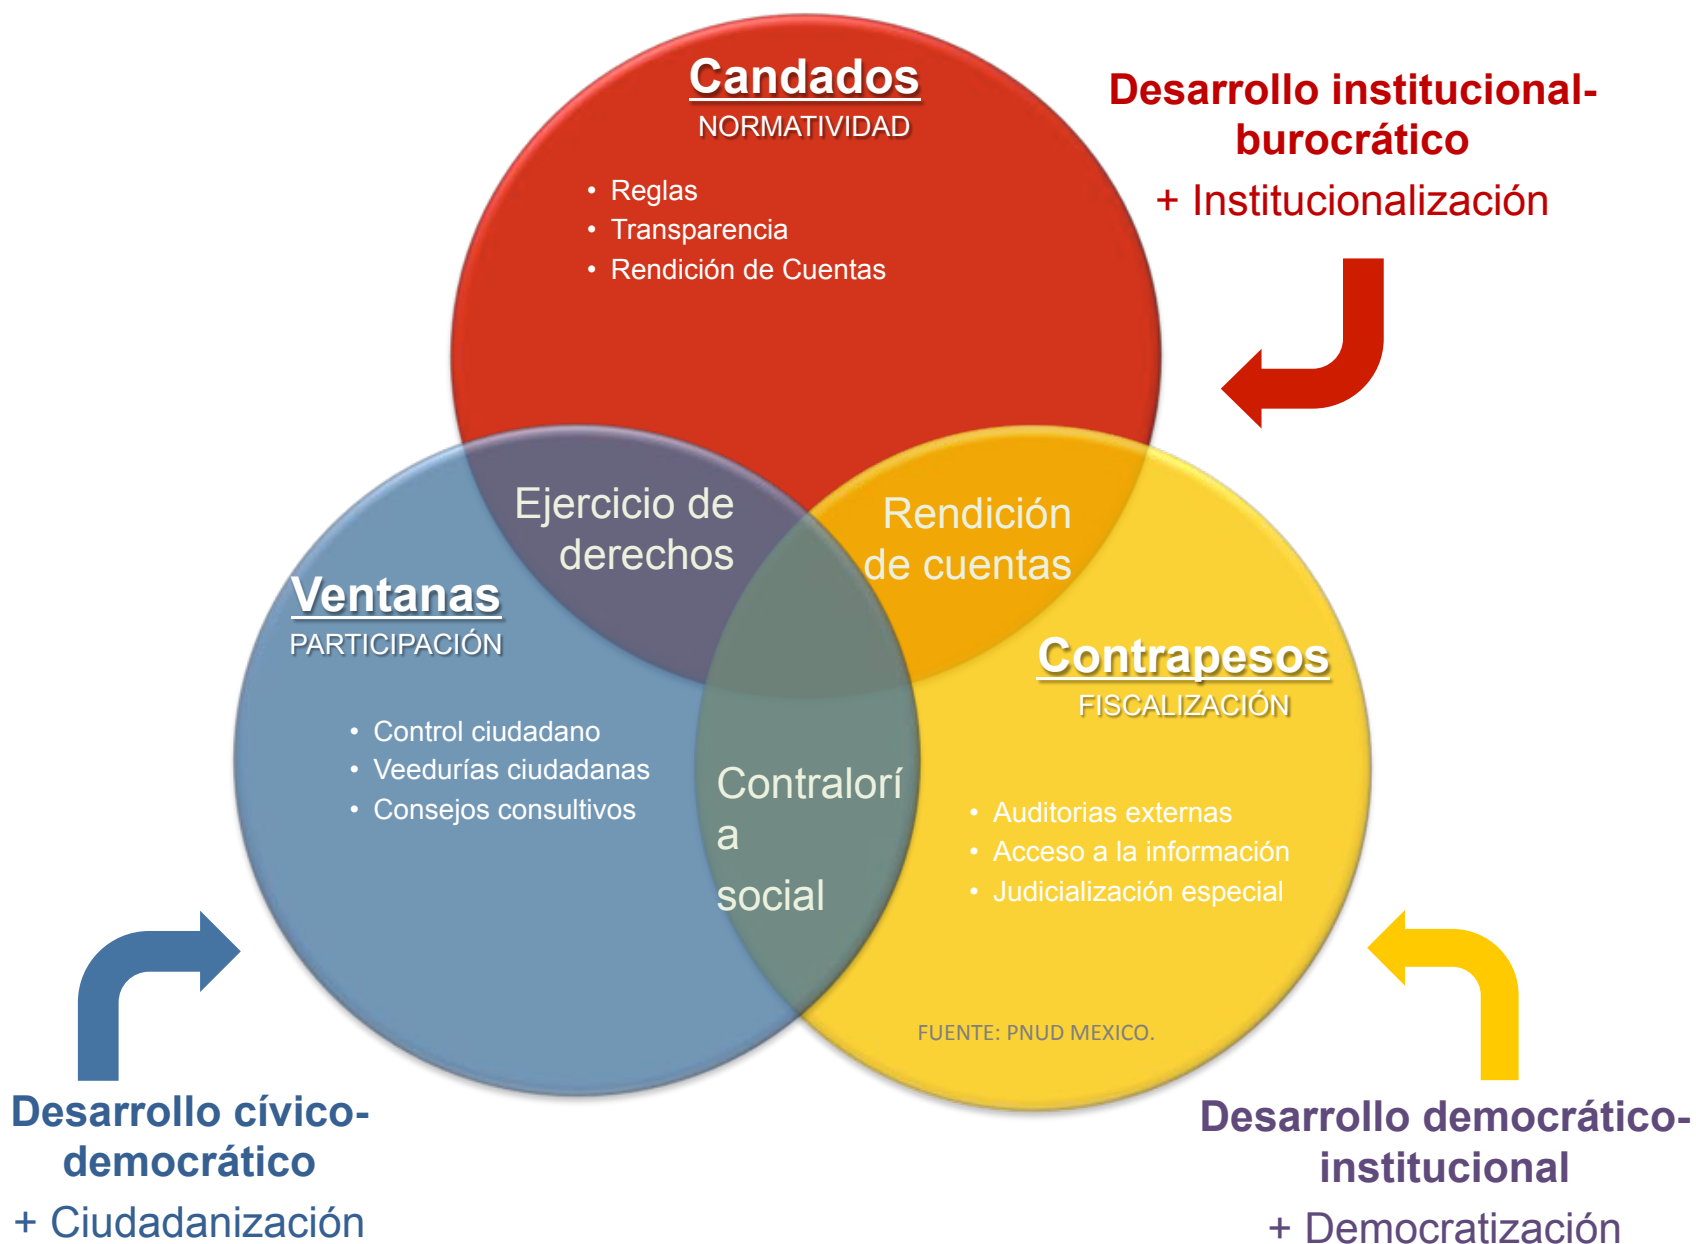 Candados
NORMATIVIDAD
• Reglas
• Transparencia
• Rendición de Cuentas
Desarrollo institucional-
burocrático
+ Institucionalización
Ejercicio de
derechos
Rendición
de cuentas
Ventanas
PARTICIPACIÓN
• Control ciudadano
• Veedurías ciudadanas
• Consejos consultivos
Contralorí
a
social
Contrapesos
FISCALIZACIÓN
• Auditorias externas
• Acceso a la información
• Judicialización especial
FUENTE: PNUD MEXICO.
Desarrollo cívico-
democrático
+ Ciudadanización
Desarrollo democrático-
institucional
+ Democratización